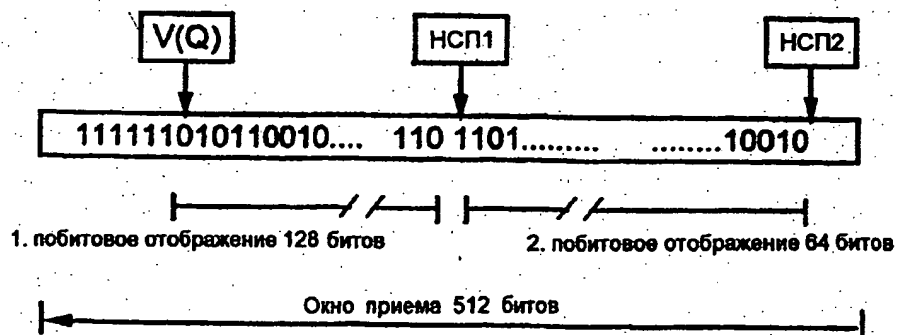 V(Q) НСП1 НСП2
111111010110010.... 110 1101......... ........10010
1. побитовое отображение 128 битов 2. побитовое отображение 64 битов
Окно приема 512 битов